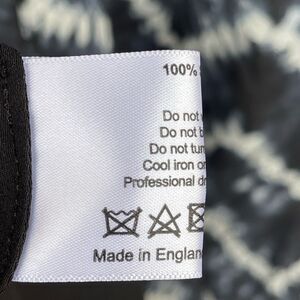 100%
Do not
Do not
Do not
Cool iron
Professional
Made in England